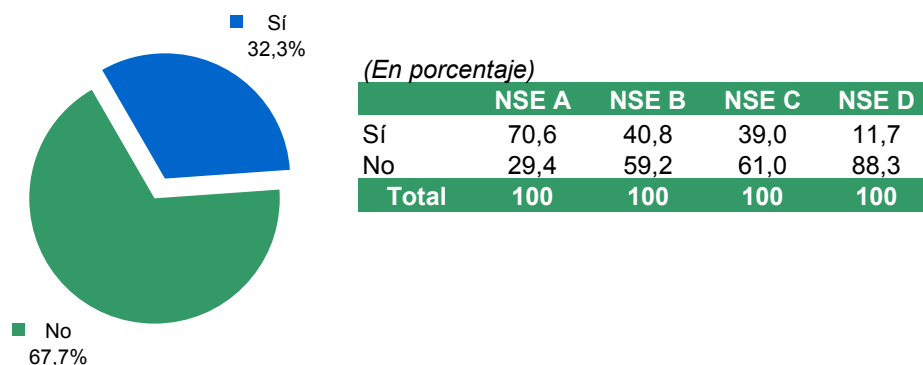 Sí
32,3%
(En porcentaje)
NSE A NSE B NSE C NSE D
Sí 70,6 40,8 39,0 11,7
No 29,4 59,2 61,0 88,3
Total 100 100 100 100
No
67,7%